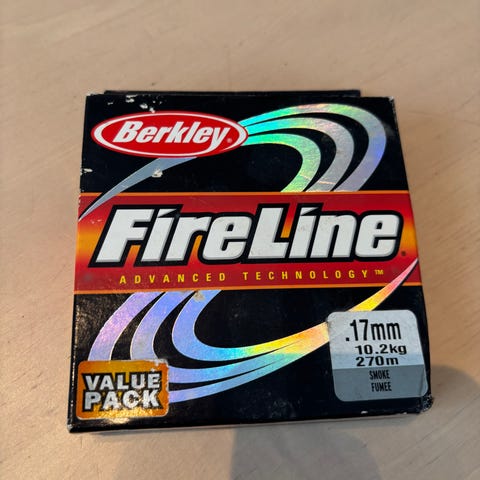 Berkley®
FireLine®
ADVANCED TECHNOLOGY™
.17mm
10.2kg
270m
SMOKE
FUMEE
VALUE
PACK